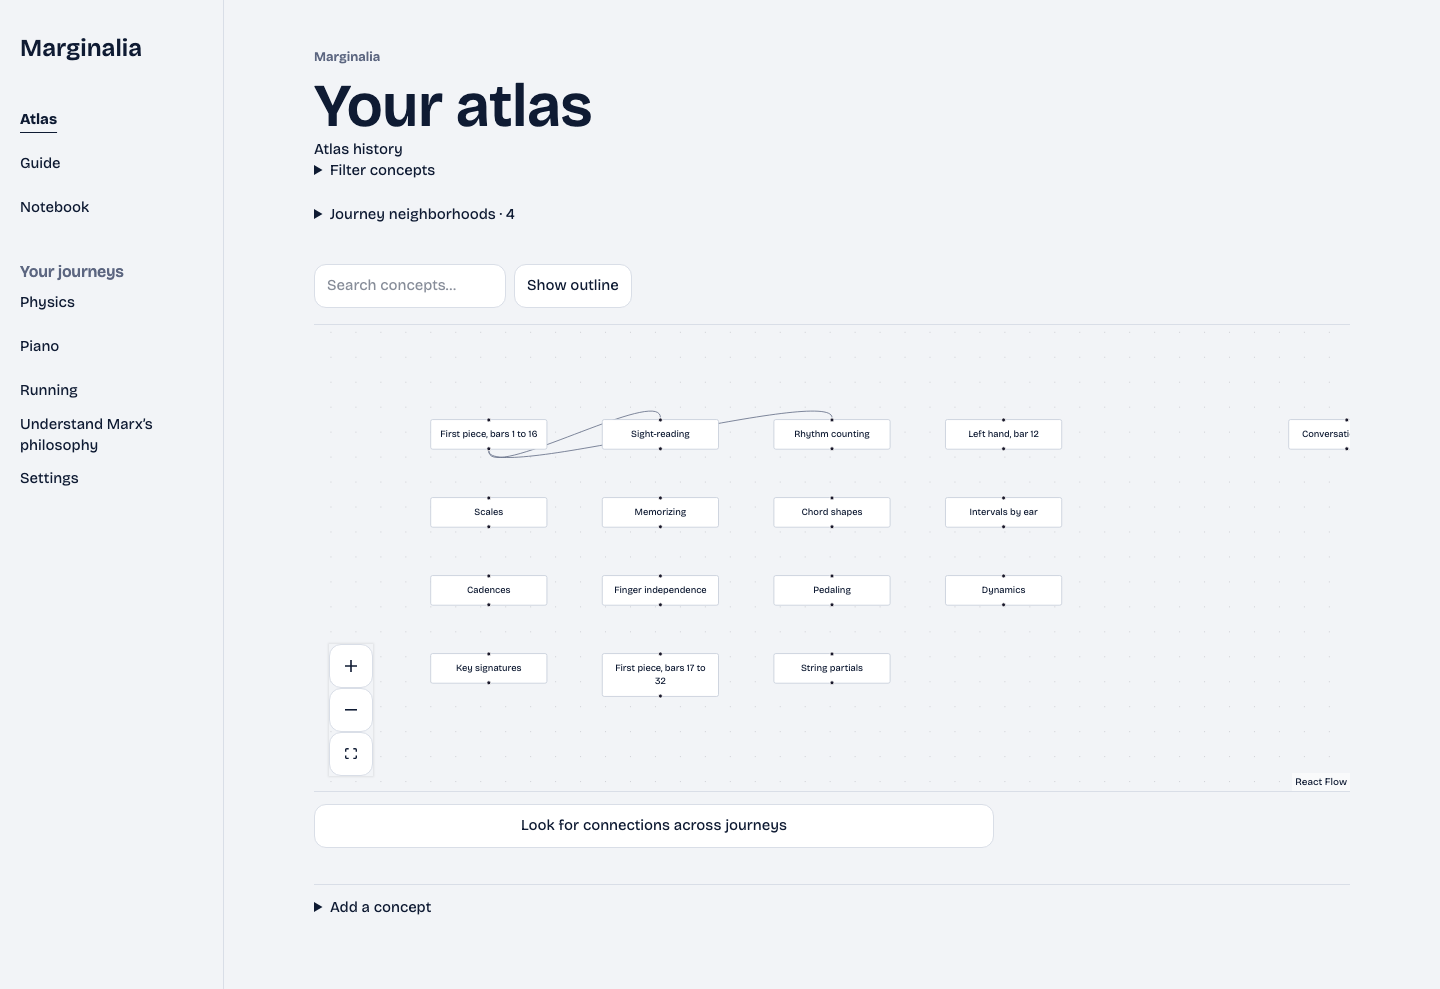 Marginalia
Atlas
Guide
Notebook
Your journeys
Physics
Piano
Running
Understand Marx's
philosophy
Settings
Marginalia
Your atlas
Atlas history
Filter concepts
Journey neighborhoods · 4
Search concepts...
Show outline
First piece, bars 1 to 16
Sight-reading
Rhythm counting
Left hand, bar 12
Conversati
Scales
Memorizing
Chord shapes
Intervals by ear
Cadences
Finger independence
Pedaling
Dynamics
Key signatures
First piece, bars 17 to
32
String partials
React Flow
Look for connections across journeys
Add a concept